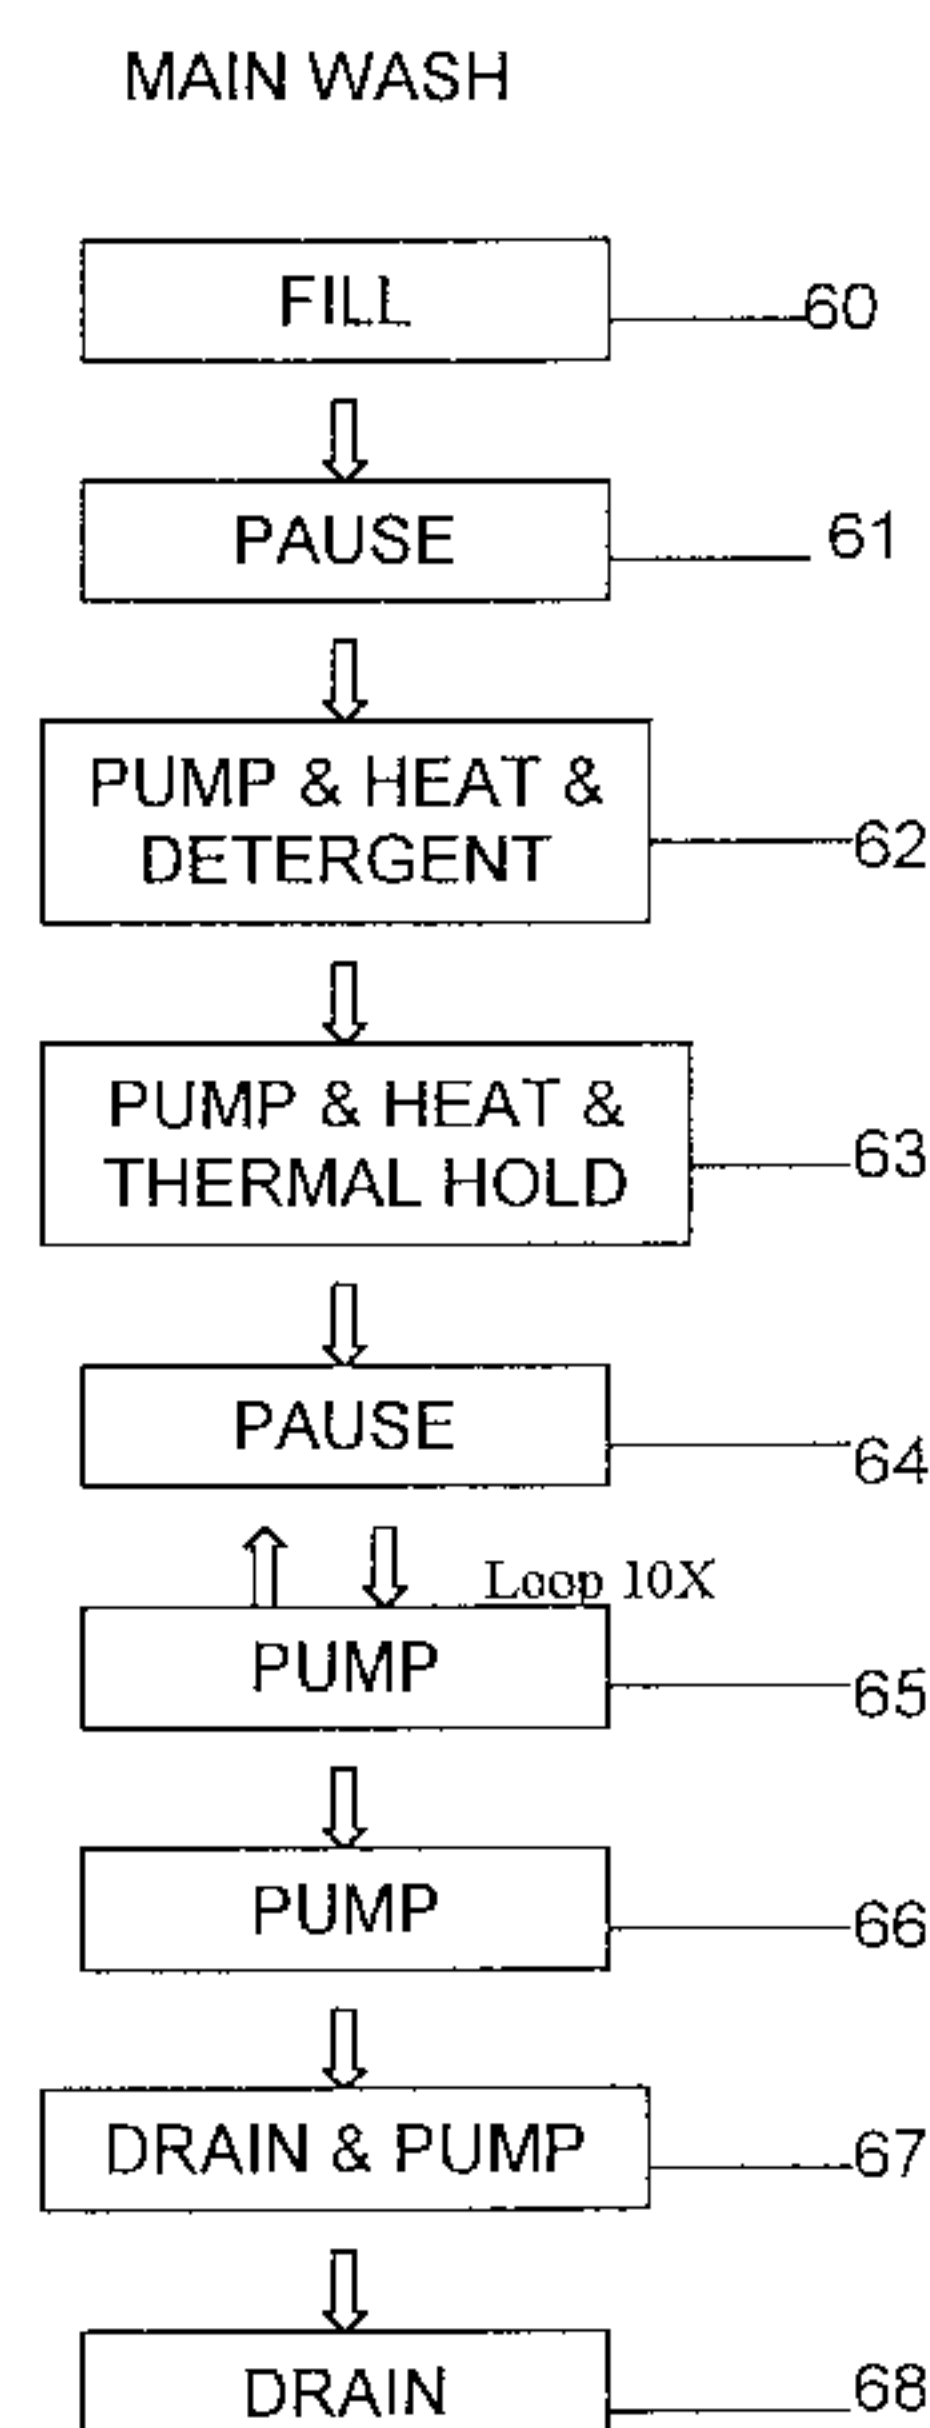 MAIN WASH
FILL
60
PAUSE
61
PUMP & HEAT &
DETERGENT
62
PUMP & HEAT &
THERMAL HOLD
63
PAUSE
64
Loop 10X
PUMP
65
PUMP
66
DRAIN & PUMP
67
DRAIN
68